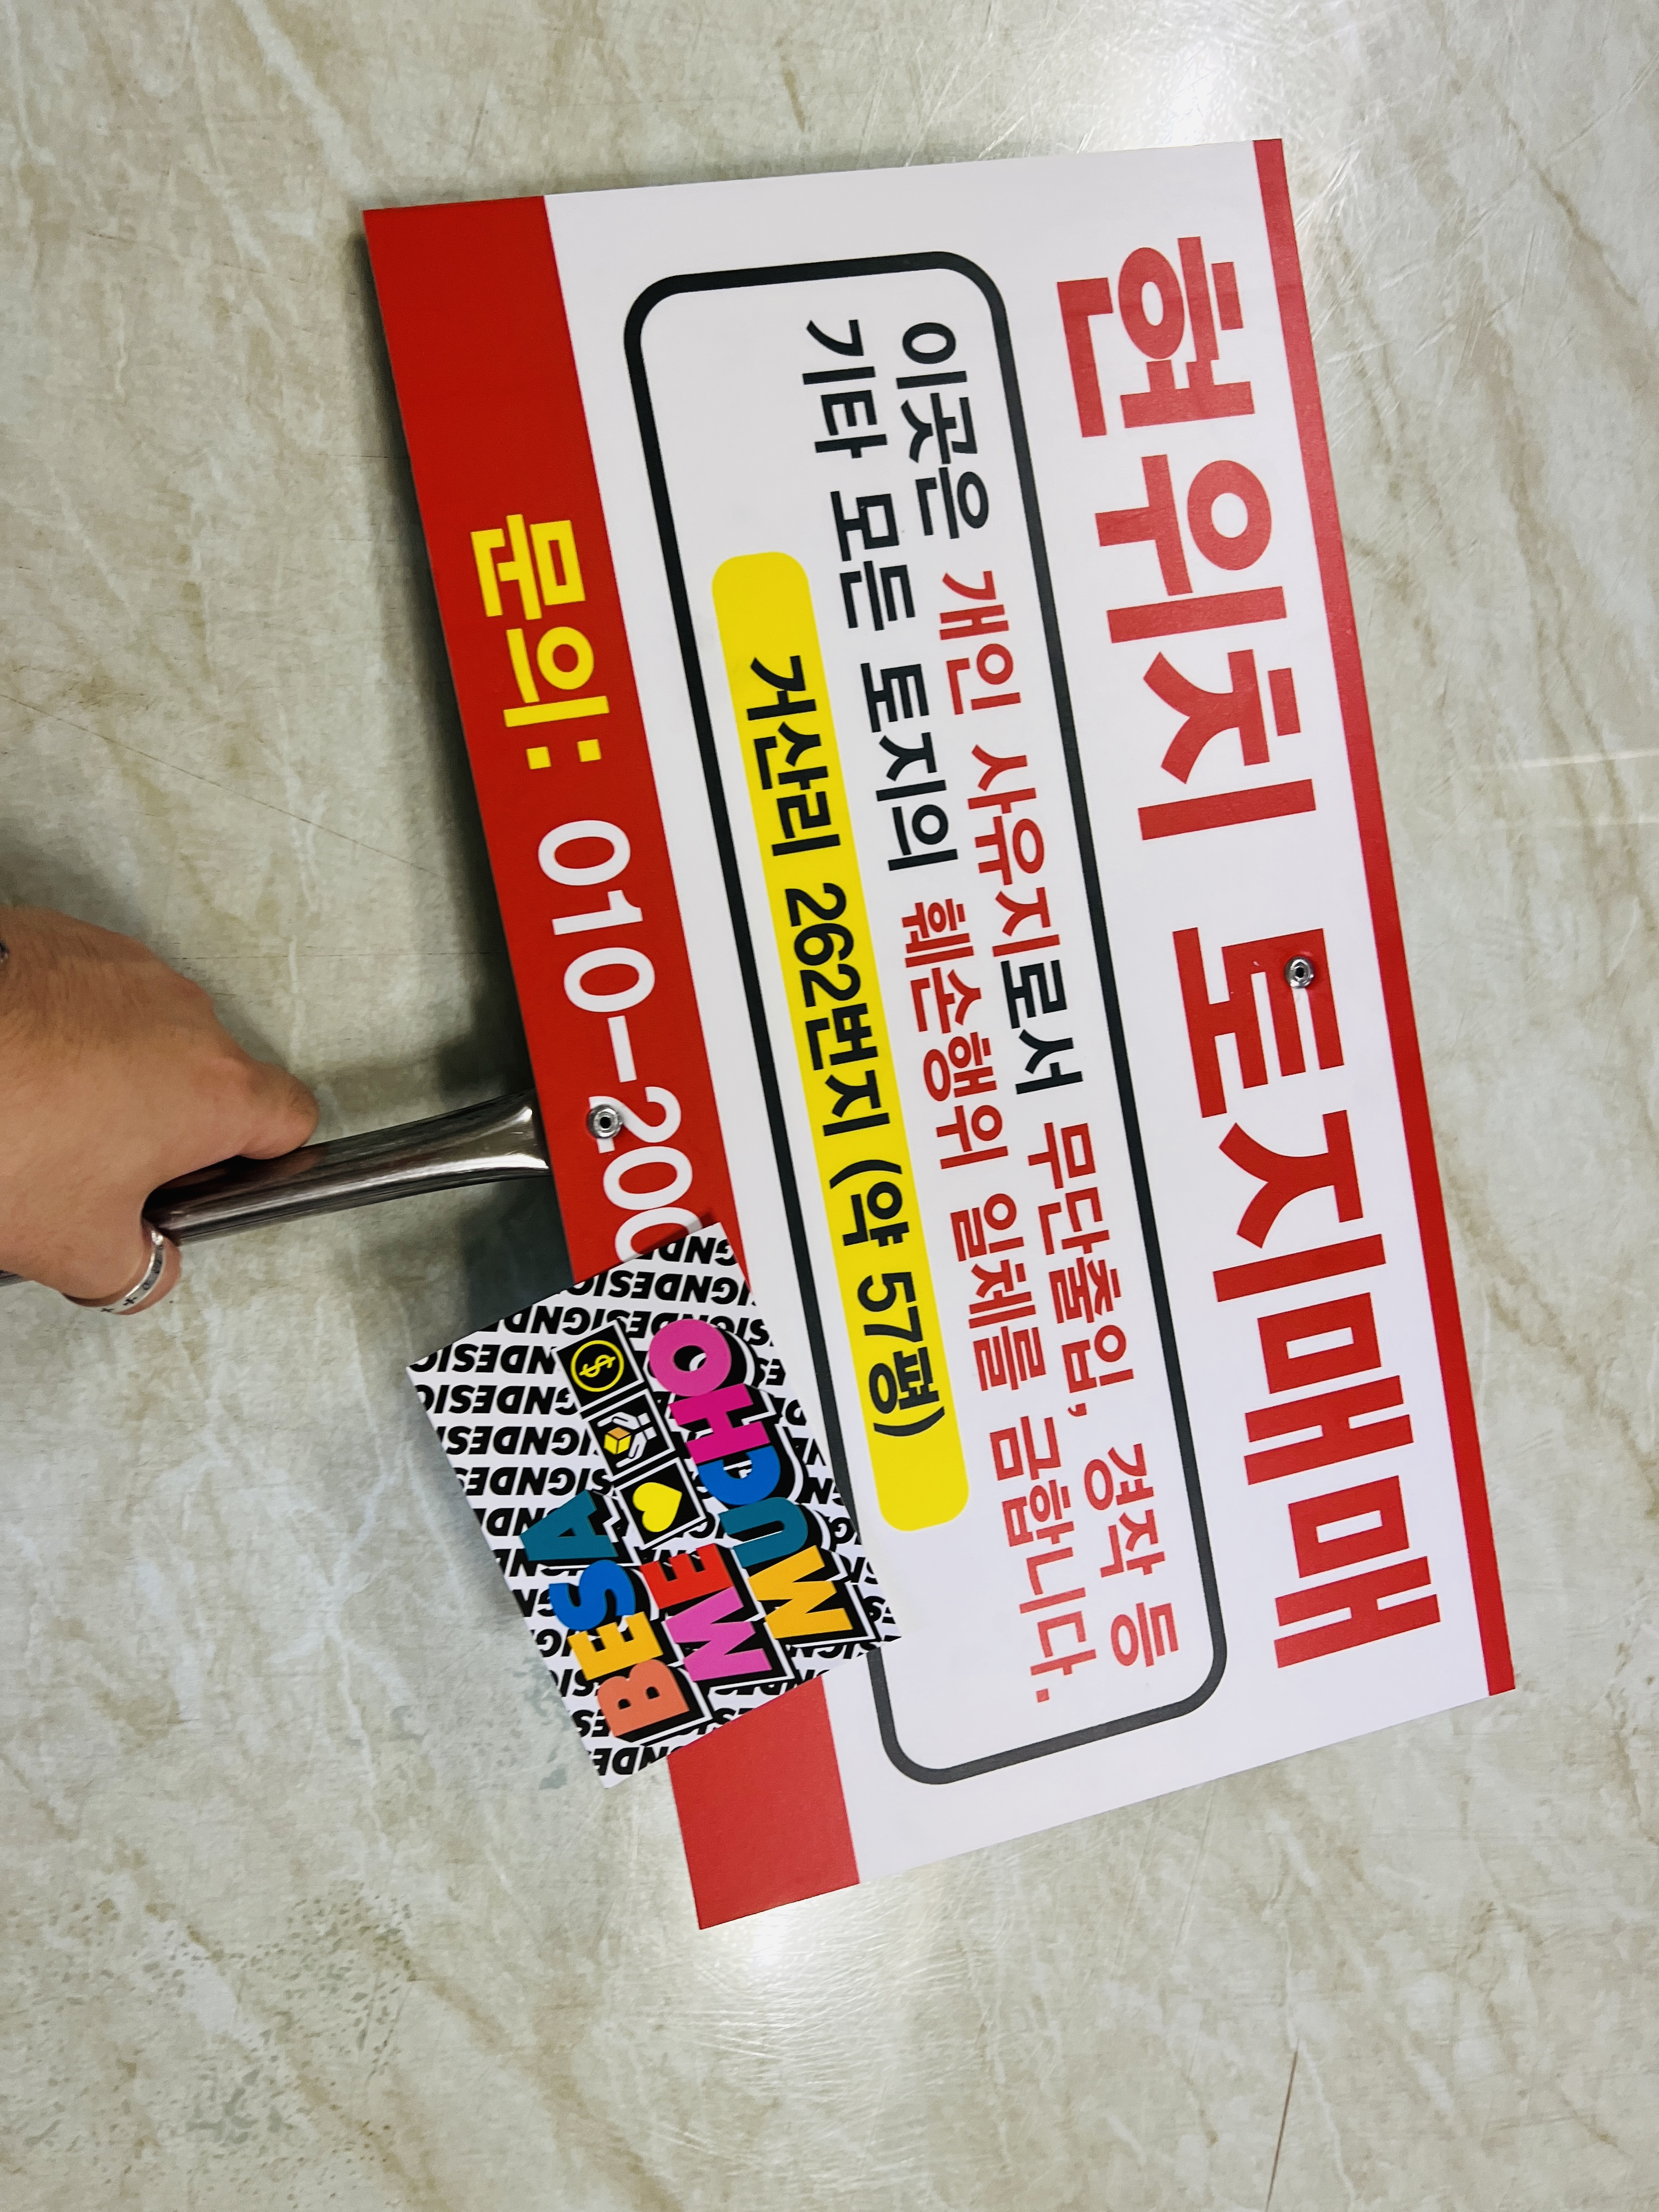 현위치 토지매매
이곳은 개인 사유지로서 무단출입, 경작 등
기타 모든 토지의 훼손행위 일체를 금합니다.
거산리 262번지 (약 57평)
문의: 010-200
BESA
ME
MUCHO